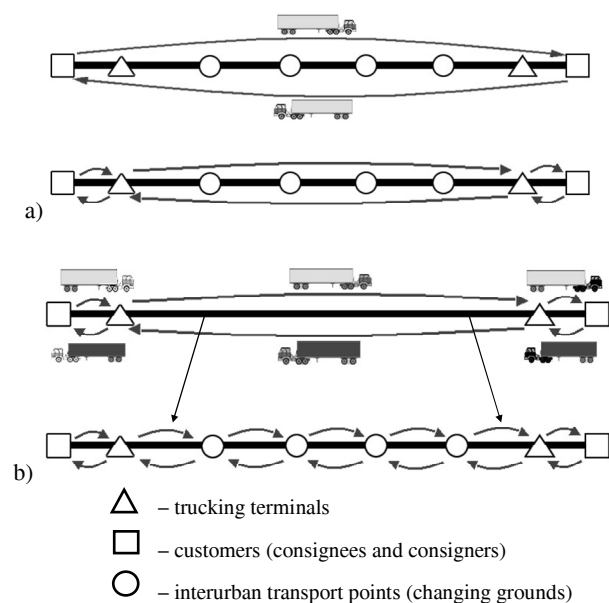 a)
b)
– trucking terminals
– customers (consignees and consigners)
– interurban transport points (changing grounds)